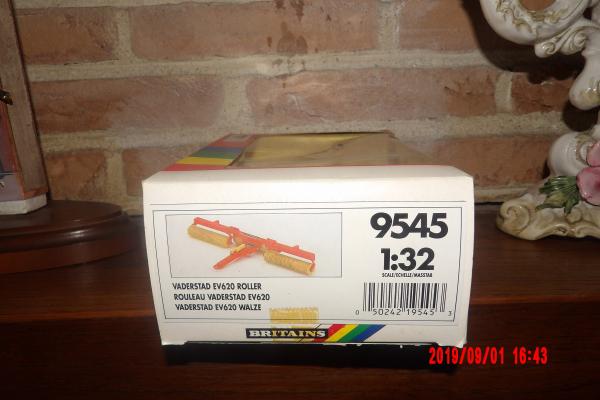 9545
1:32
SCALE/ECHELLE/MASSTAB
VADERSTAD EV620 ROLLER
ROULEAU VADERSTAD EV620
VADERSTAD EV620 WALZE
0 50242 19545 3
BRITAINS
2019/09/01 16:43